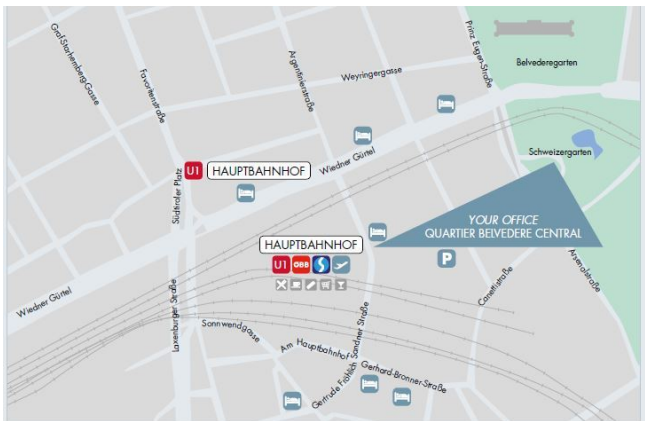 Graf-Starhemberg-Gasse
Favoritenstraße
Argentinierstraße
Weyringergasse
Prinz Eugen-Straße
Belvederegarten
Schweizergarten
Wiedner Gürtel
Südtiroler Platz
U1 HAUPTBAHNHOF
HAUPTBAHNHOF
U1 ÖBB S
YOUR OFFICE
QUARTIER BELVEDERE CENTRAL
P
Arsenalstraße
Canettistraße
Wiedner Gürtel
Laxenburger Straße
Sonnwendgasse
Am Hauptbahnhof
Gertrude Fröhlich Sandner Straße
Gerhard-Bronner-Straße